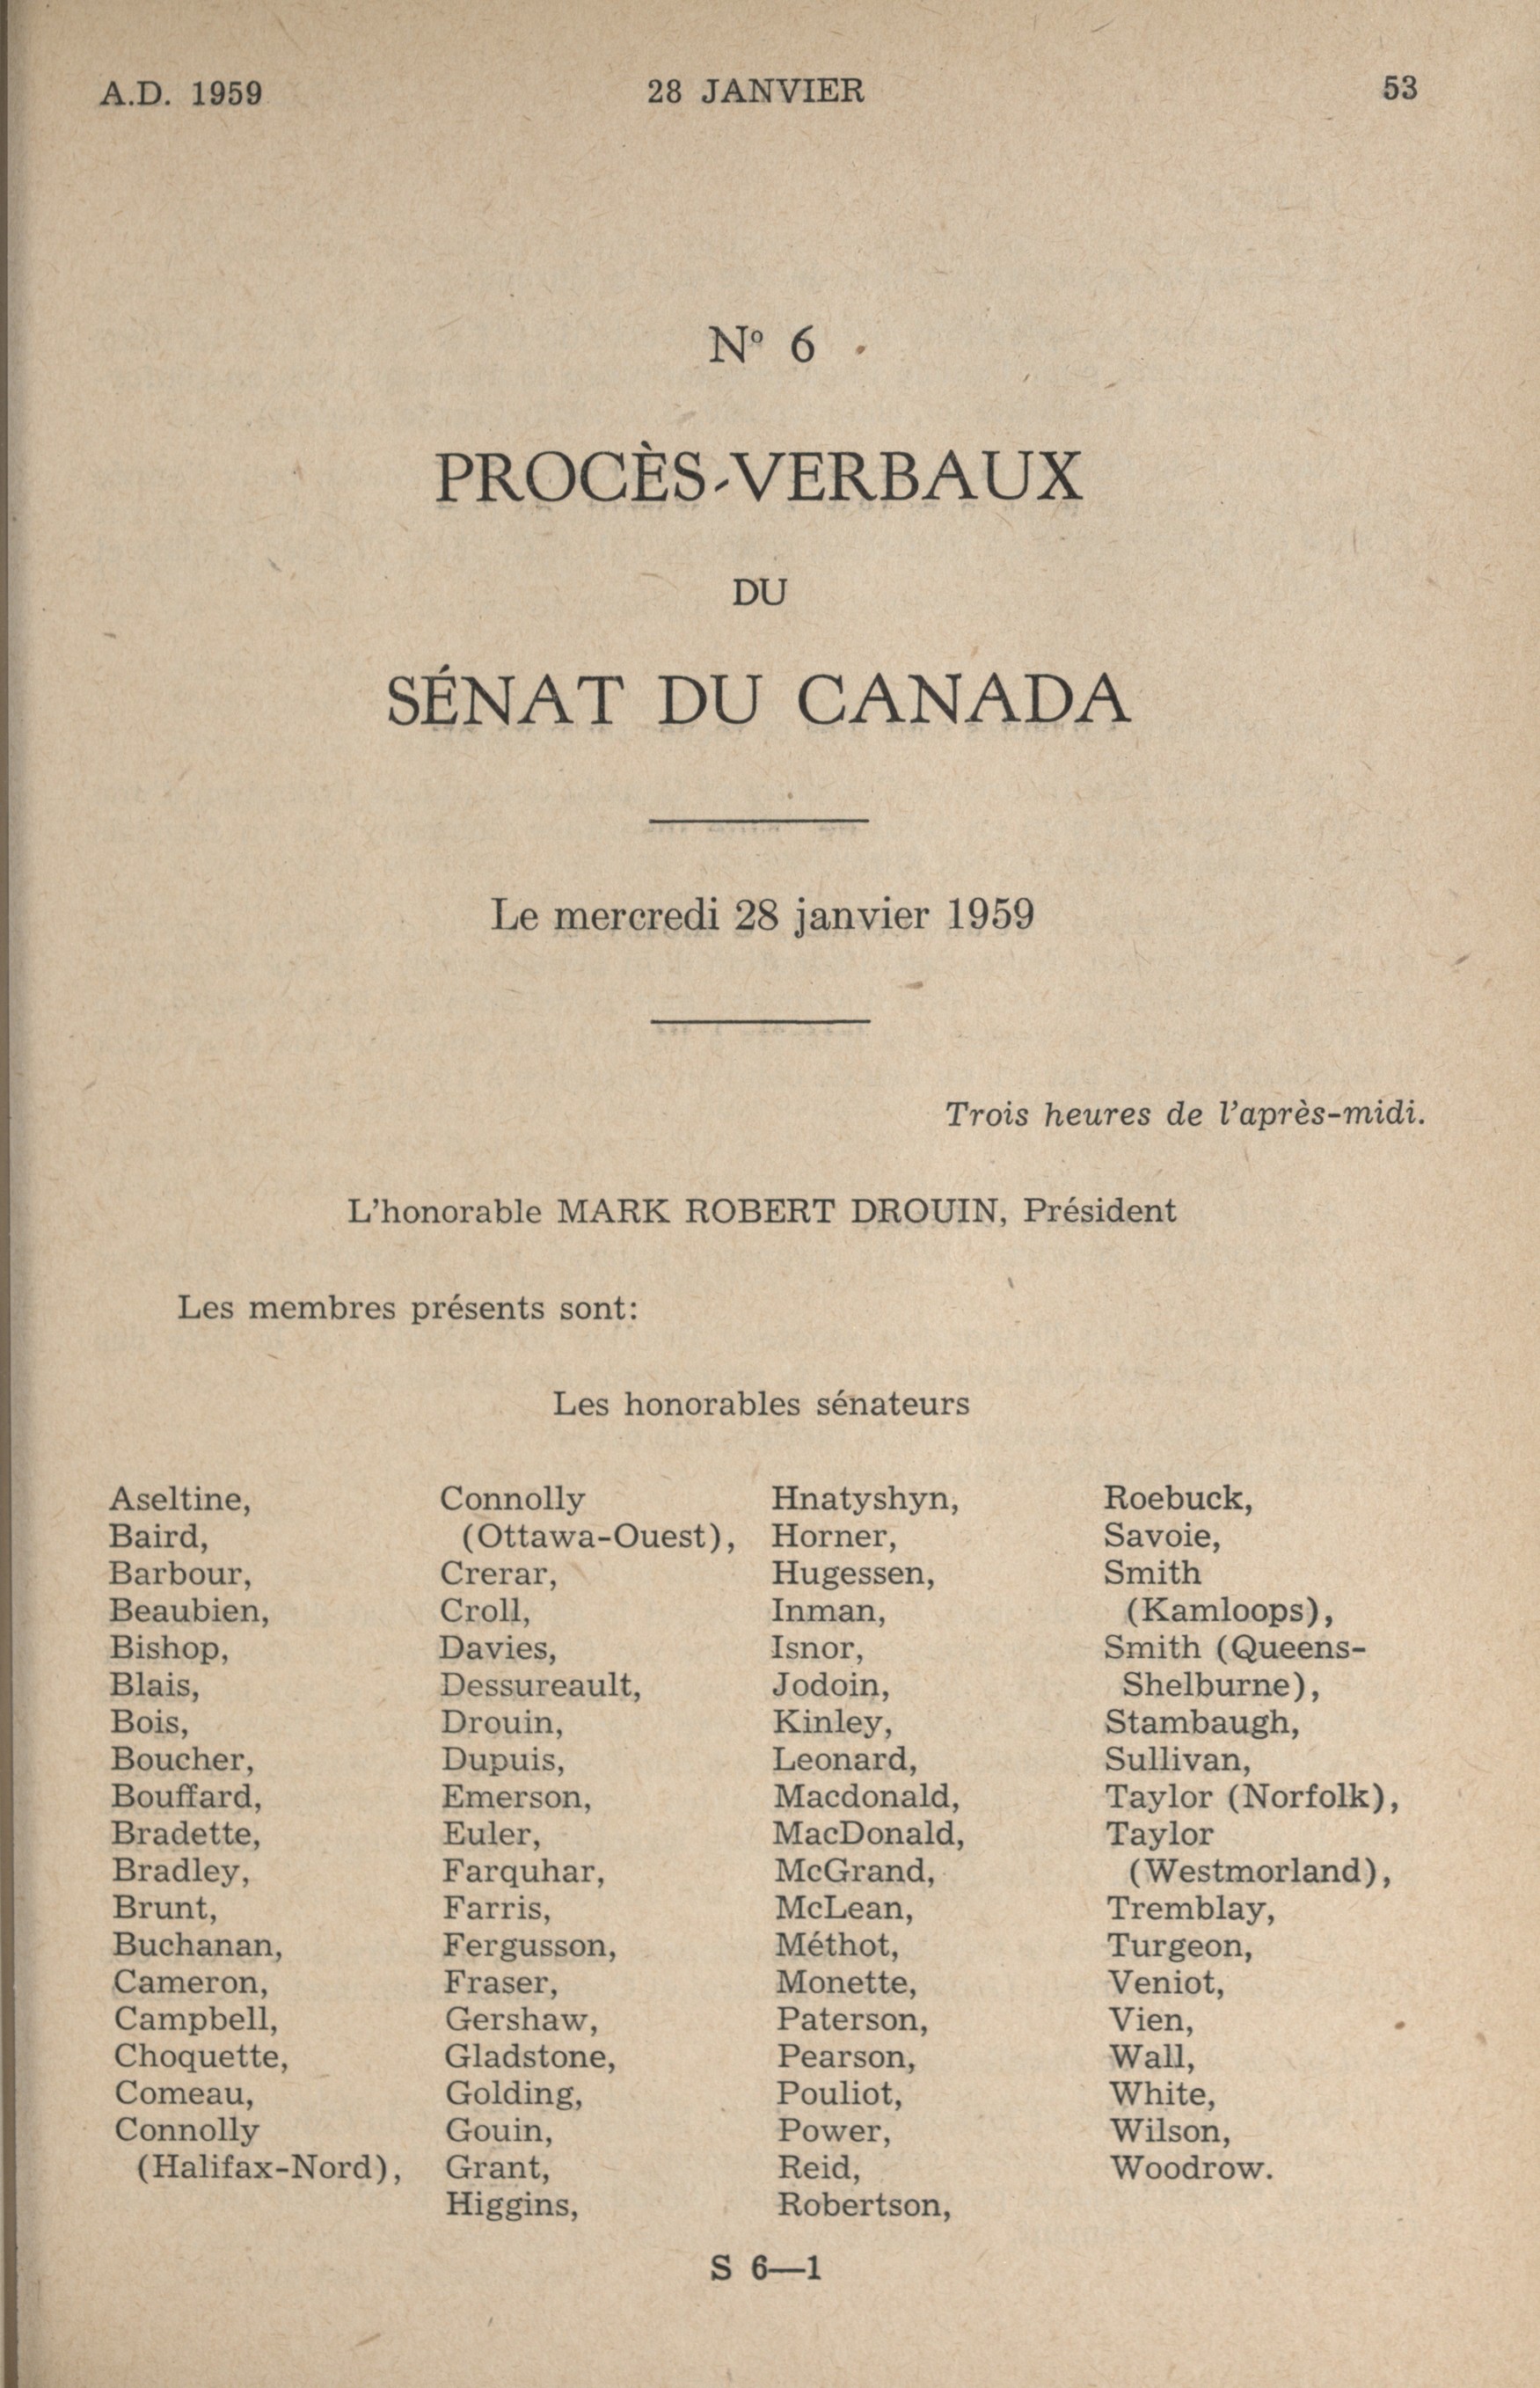 A.D. 1959
28 JANVIER
53
N° 6
PROCÈS-VERBAUX
DU
SÉNAT DU CANADA
Le mercredi 28 janvier 1959
Trois heures de l'après-midi.
L'honorable MARK ROBERT DROUIN, Président
Les membres présents sont:
Les honorables sénateurs
Aseltine,
Baird,
Barbour,
Beaubien,
Bishop,
Blais,
Bois,
Boucher,
Bouffard,
Bradette,
Bradley,
Brunt,
Buchanan,
Cameron,
Campbell,
Choquette,
Comeau,
Connolly
(Halifax-Nord),
Connolly
(Ottawa-Ouest),
Crerar,
Croll,
Davies,
Dessureault,
Drouin,
Dupuis,
Emerson,
Euler,
Farquhar,
Farris,
Fergusson,
Fraser,
Gershaw,
Gladstone,
Golding,
Gouin,
Grant,
Higgins,
Hnatyshyn,
Horner,
Hugessen,
Inman,
Isnor,
Jodoin,
Kinley,
Leonard,
Macdonald,
MacDonald,
McGrand,
McLean,
Méthot,
Monette,
Paterson,
Pearson,
Pouliot,
Power,
Reid,
Robertson,
Roebuck,
Savoie,
Smith
(Kamloops),
Smith (Queens-
Shelburne),
Stambaugh,
Sullivan,
Taylor (Norfolk),
Taylor
(Westmorland),
Tremblay,
Turgeon,
Veniot,
Vien,
Wall,
White,
Wilson,
Woodrow.
S 6—1